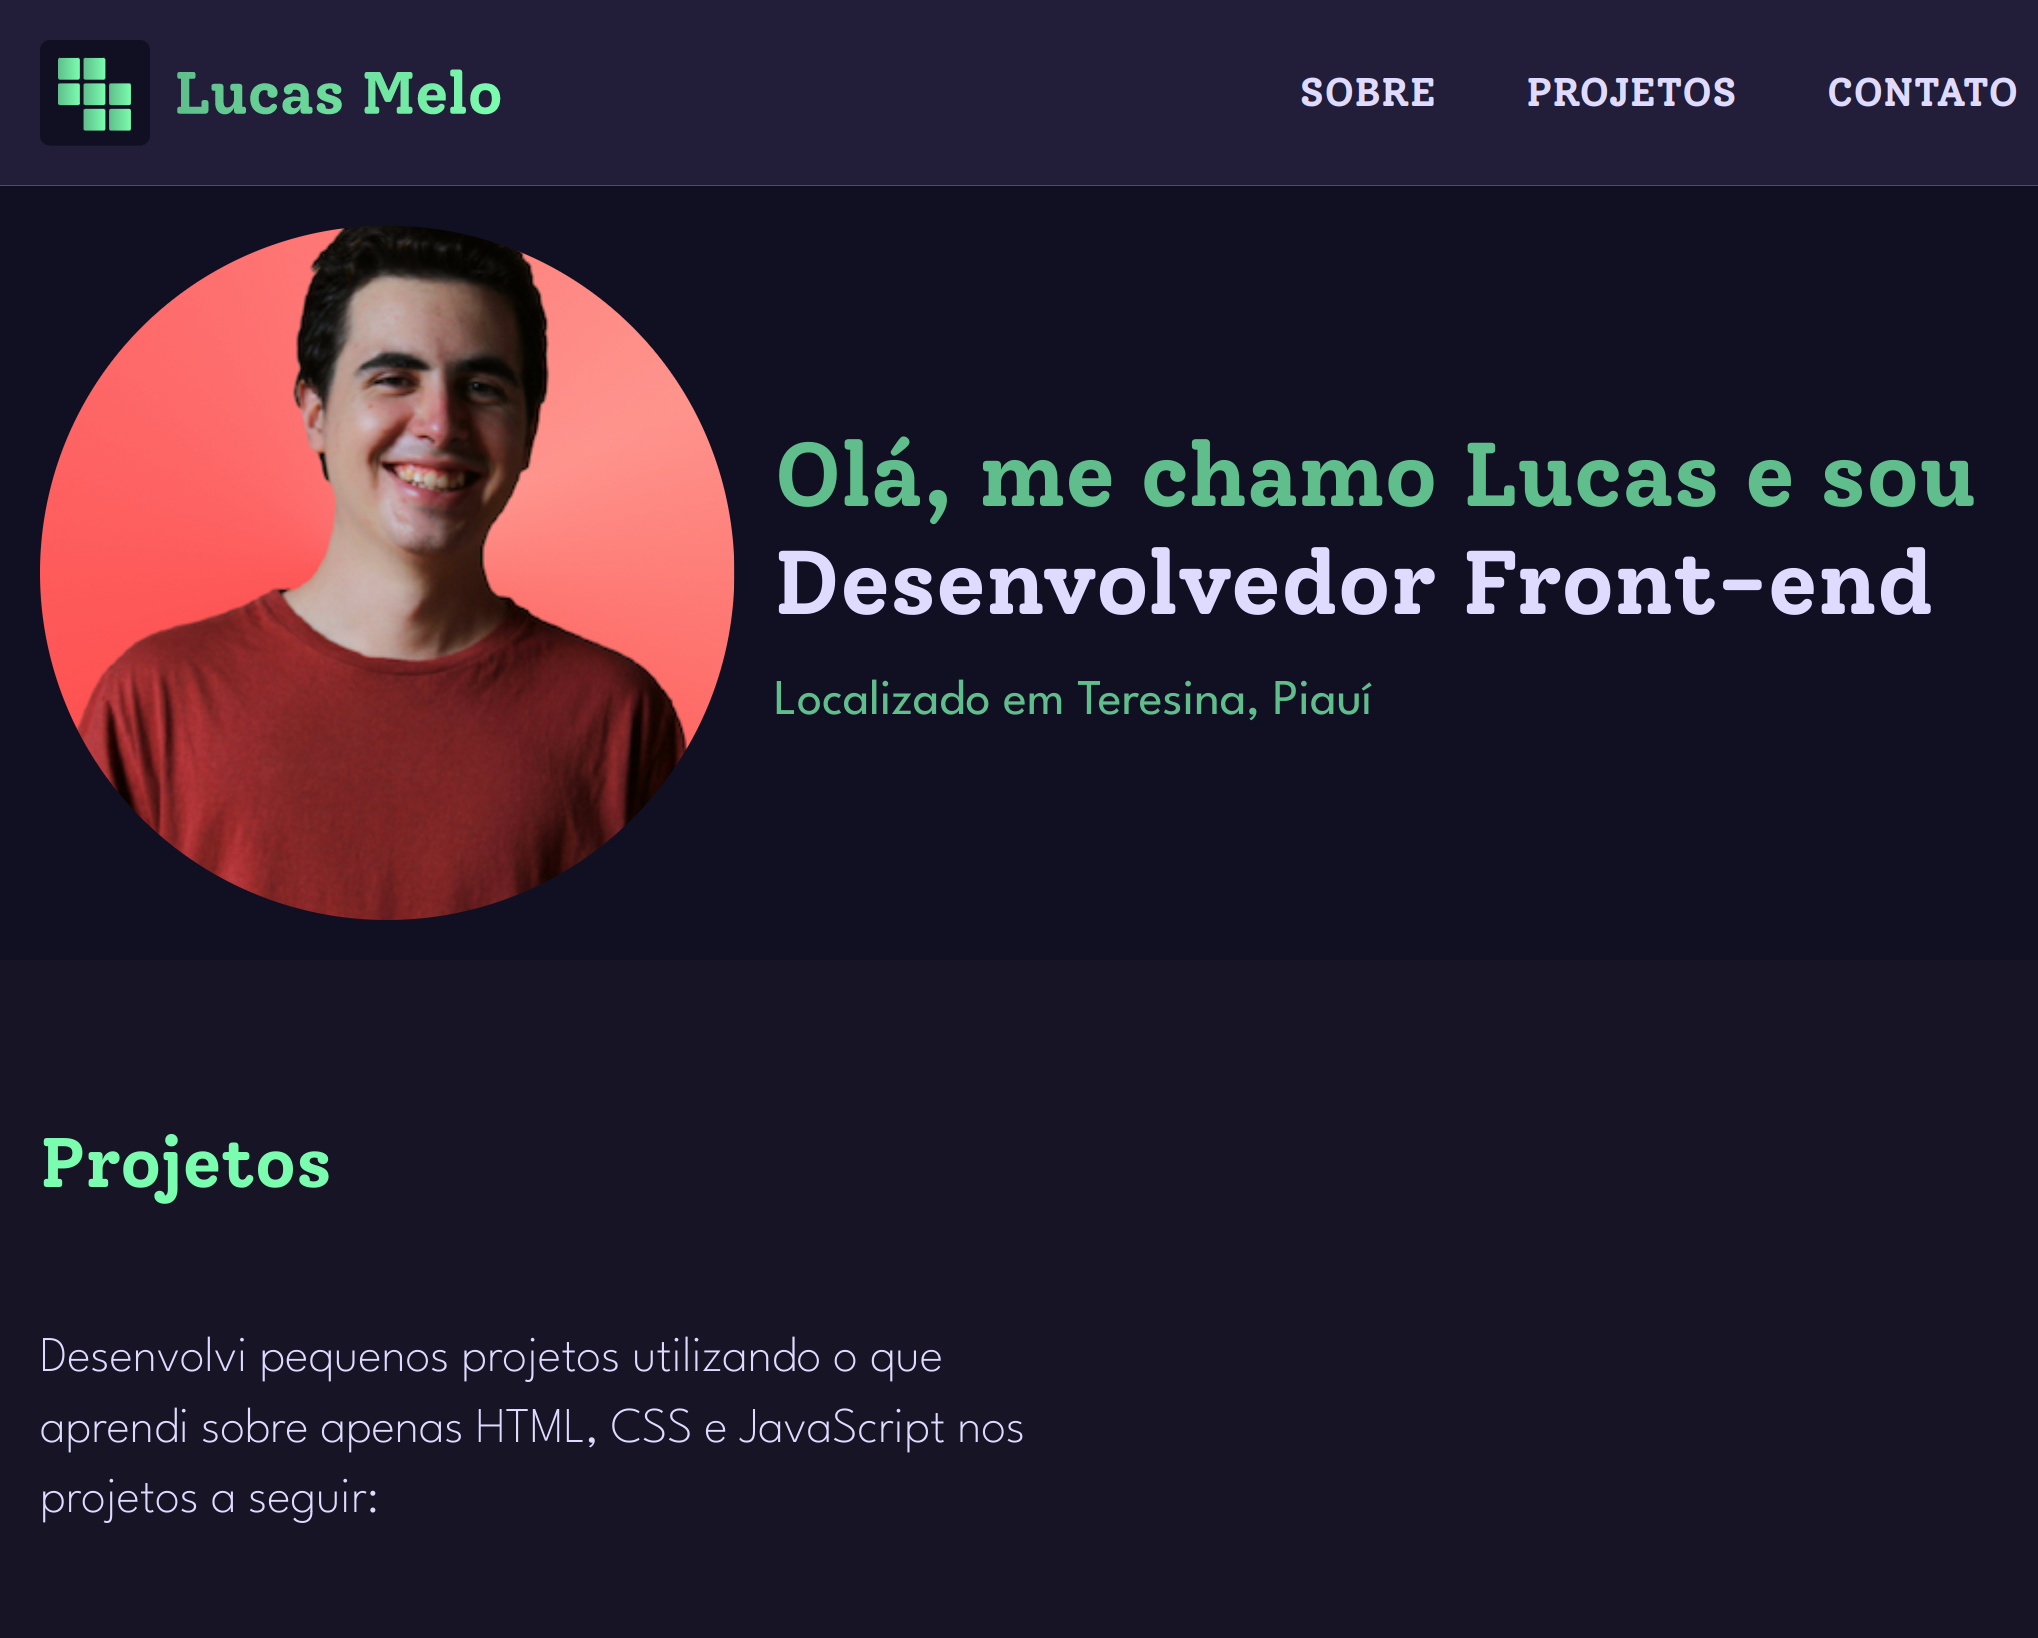 Lucas Melo
SOBRE PROJETOS CONTATO
Olá, me chamo Lucas e sou
Desenvolvedor Front-end
Localizado em Teresina, Piauí
Projetos
Desenvolvi pequenos projetos utilizando o que
aprendi sobre apenas HTML, CSS e JavaScript nos
projetos a seguir: